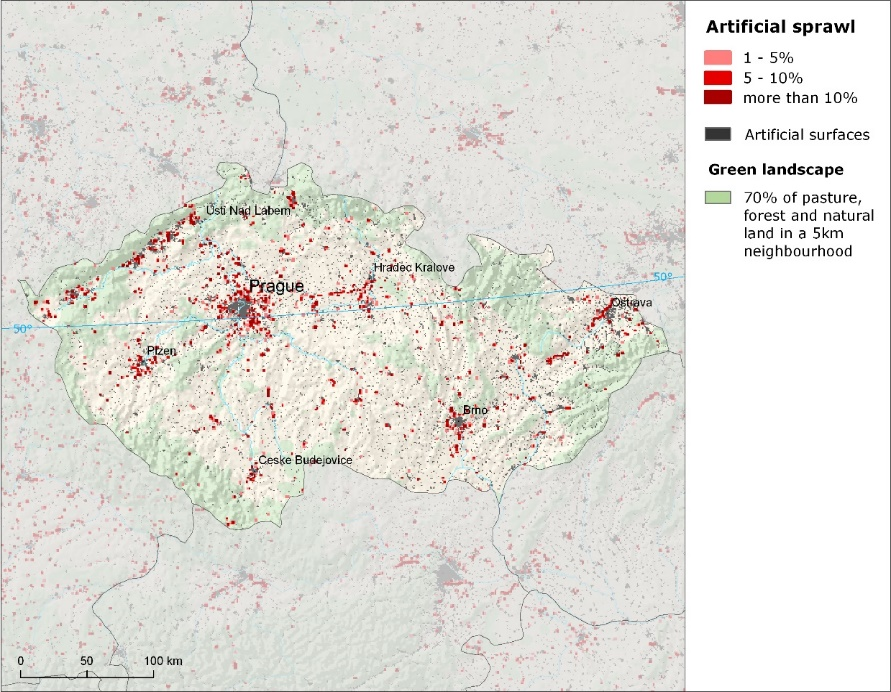 Artificial sprawl
1 - 5%
5 - 10%
more than 10%
Artificial surfaces
Green landscape
70% of pasture,
forest and natural
land in a 5km
neighbourhood
Usti Nad Labem
Hradec Kralove
Prague
50°
Ostrava
50°
Plzen
Brno
Ceske Budejovice
0 50 100 km